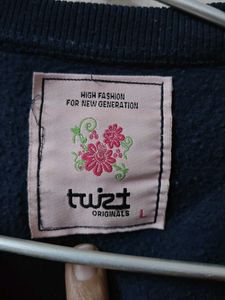 HIGH FASHION
FOR NEW GENERATION
twist
ORIGINALS
L